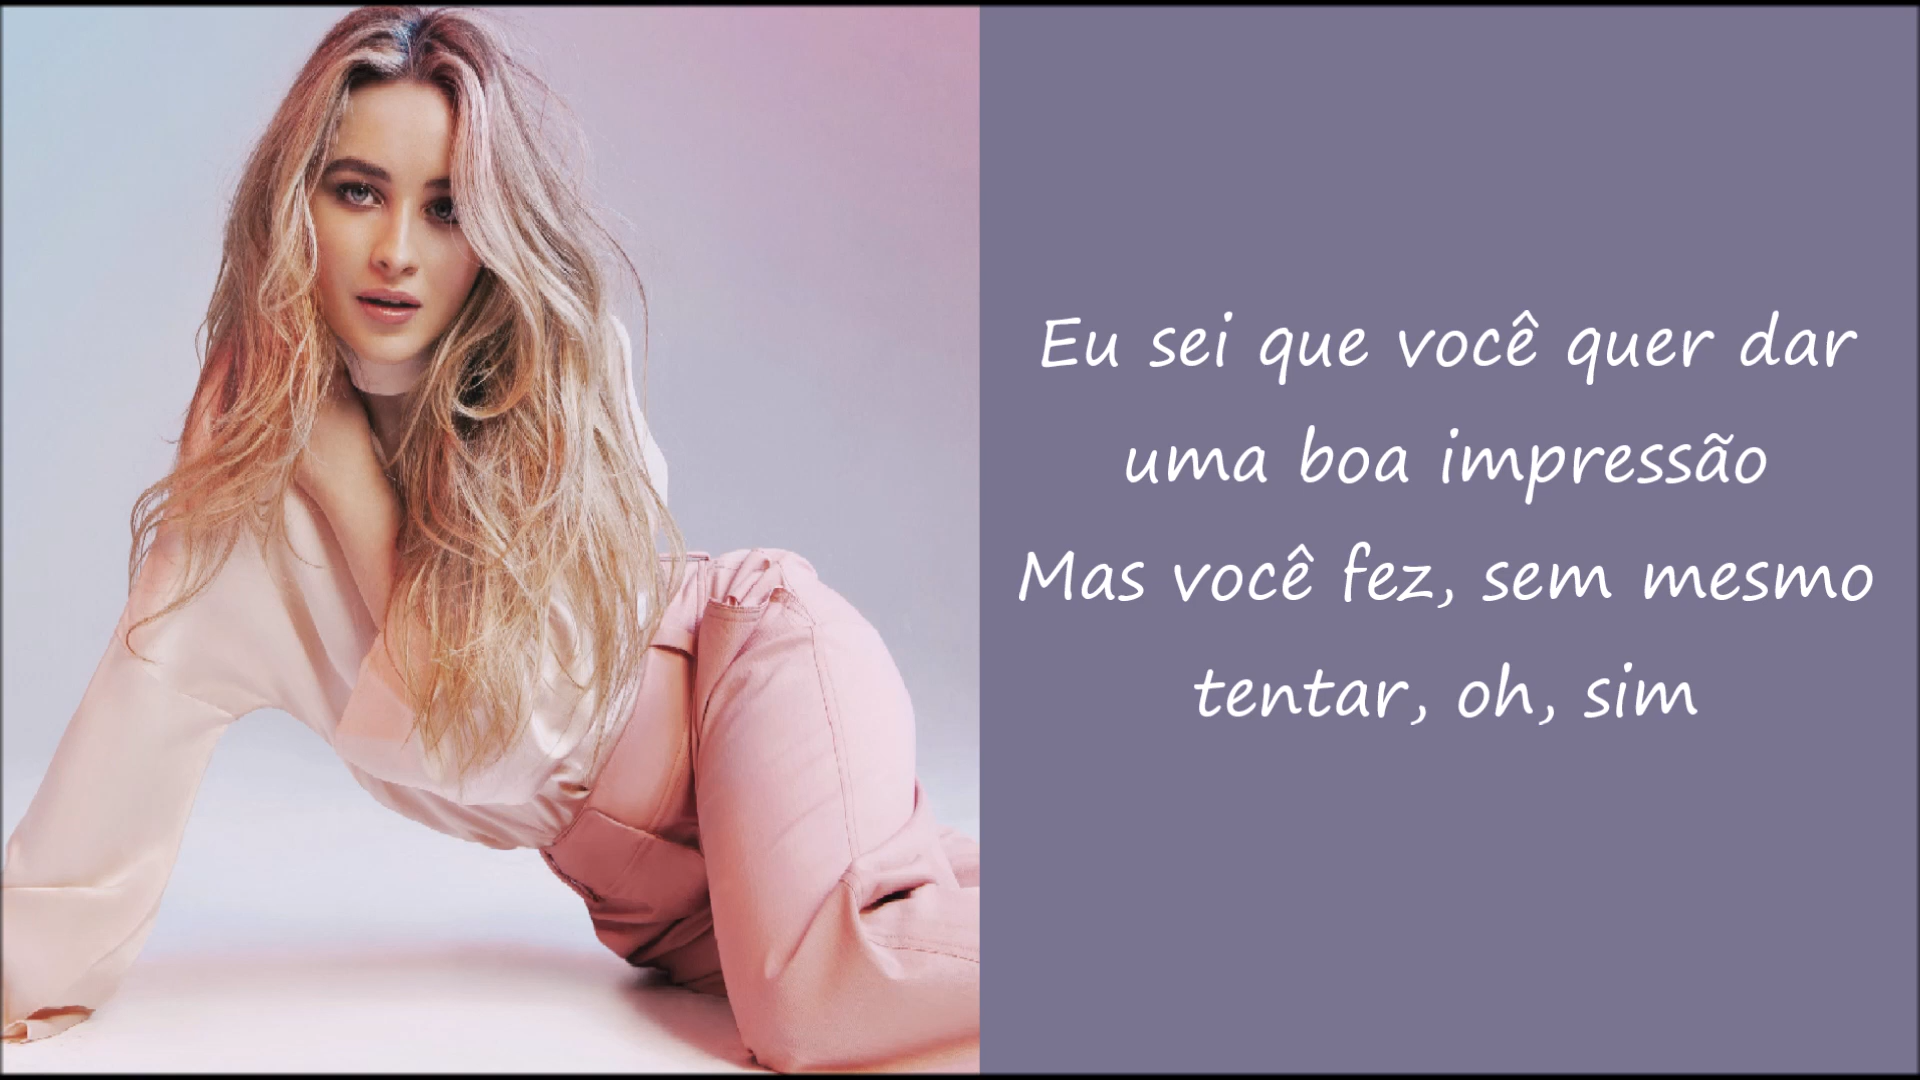 Eu sei que você quer dar
uma boa impressão
Mas você fez, sem mesmo
tentar, oh, sim